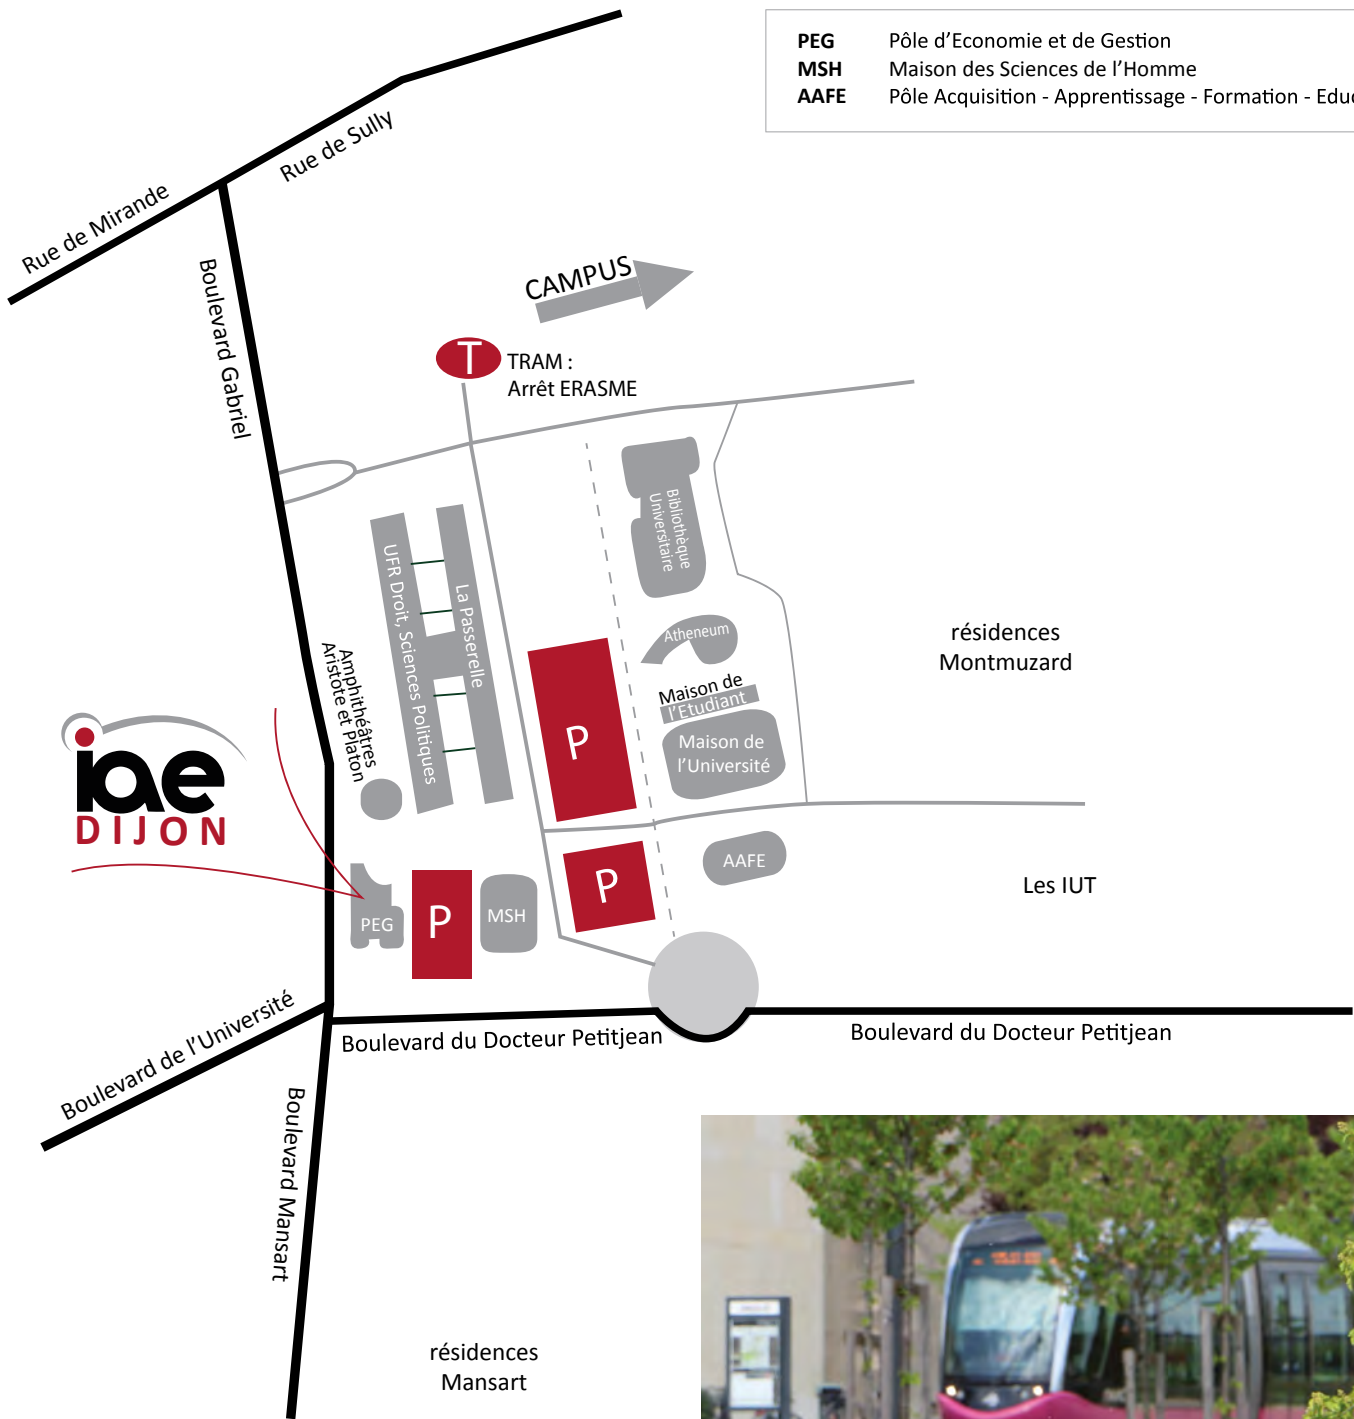 PEG Pôle d'Economie et de Gestion
MSH Maison des Sciences de l'Homme
AAFE Pôle Acquisition - Apprentissage - Formation - Educ
Rue de Sully
Rue de Mirande
Boulevard Gabriel
CAMPUS
T
TRAM :
Arrêt ERASME
Bibliothèque
Universitaire
UFR Droit, Sciences Politiques
La Passerelle
Atheneum
résidences
Montmuzard
Amphithéâtres
Aristote et Platon
Maison de
l'Etudiant
P
Maison de
l'Université
iae
DIJON
AAFE
P
Les IUT
PEG
P
MSH
Boulevard de l'Université
Boulevard du Docteur Petitjean
Boulevard du Docteur Petitjean
Boulevard Mansart
résidences
Mansart